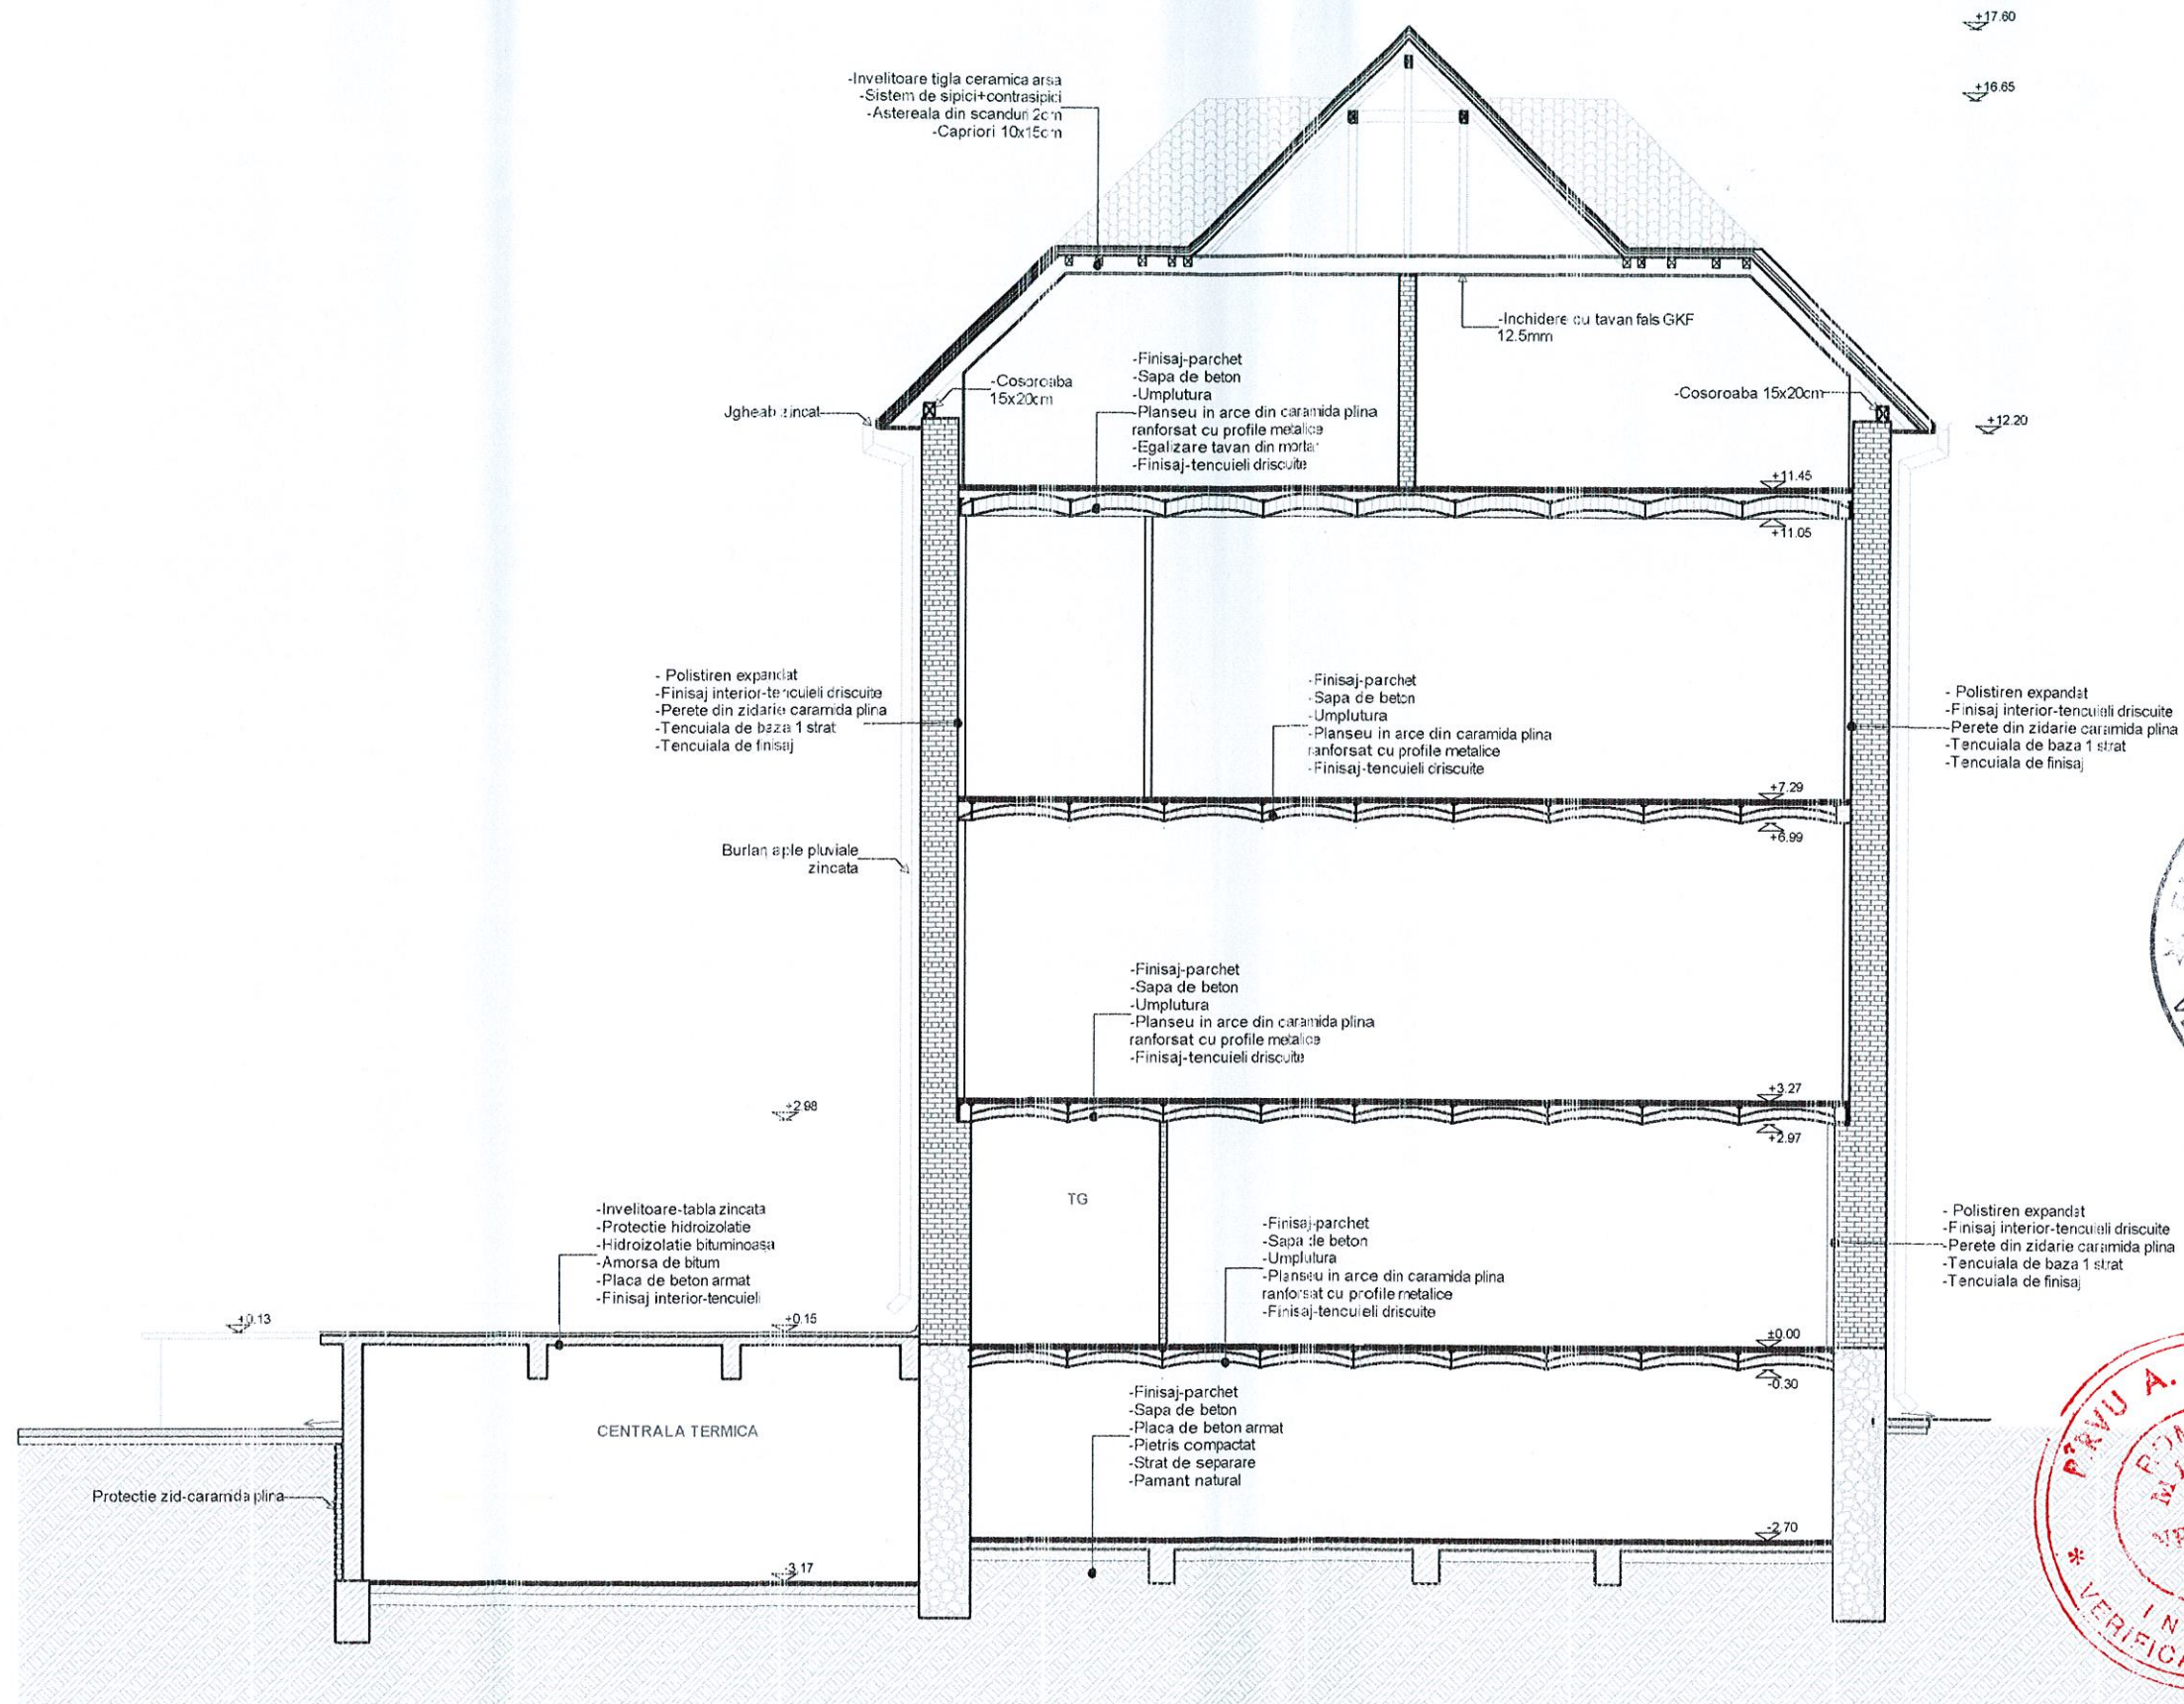 +17.60
+16.65
-Invelitoare tigla ceramica arsa
-Sistem de sipici+contrasipici
-Astereala din scanduri 2cm
-Capriori 10x15cm
-Inchidere cu tavan fals GKF
12.5mm
-Finisaj-parchet
-Sapa de beton
-Umplutura
-Planseu in arce din caramida plina
ranforsat cu profile metalice
-Egalizare tavan din mortar
-Finisaj-tencuieli driscuite
-Cosoroaba
15x20cm
-Cosoroaba 15x20cm
Jgheab zincat
+12.20
+11.45
+11.05
- Polistiren expandat
-Finisaj interior-tencuieli driscuite
-Perete din zidarie caramida plina
-Tencuiala de baza 1 strat
-Tencuiala de finisaj
-Finisaj-parchet
-Sapa de beton
-Umplutura
-Planseu in arce din caramida plina
ranforsat cu profile metalice
-Finisaj-tencuieli driscuite
- Polistiren expandat
-Finisaj interior-tencuieli driscuite
-Perete din zidarie caramida plina
-Tencuiala de baza 1 strat
-Tencuiala de finisaj
+7.29
+6.99
Burlan aple pluviale
zincata
-Finisaj-parchet
-Sapa de beton
-Umplutura
-Planseu in arce din caramida plina
ranforsat cu profile metalice
-Finisaj-tencuieli driscuite
+3.27
+2.97
+2.98
TG
-Invelitoare-tabla zincata
-Protectie hidroizolatie
-Hidroizolatie bituminoasa
-Amorsa de bitum
-Placa de beton armat
-Finisaj interior-tencuieli
-Finisaj-parchet
-Sapa de beton
-Umplutura
-Planseu in arce din caramida plina
ranforsat cu profile metalice
-Finisaj-tencuieli driscuite
- Polistiren expandat
-Finisaj interior-tencuieli driscuite
-Perete din zidarie caramida plina
-Tencuiala de baza 1 strat
-Tencuiala de finisaj
+0.13
+0.15
±0.00
-0.30
CENTRALA TERMICA
-Finisaj-parchet
-Sapa de beton
-Placa de beton armat
-Pietris compactat
-Strat de separare
-Pamant natural
Protectie zid-caramida plina
-2.70
-3.17
PÎRVU A.